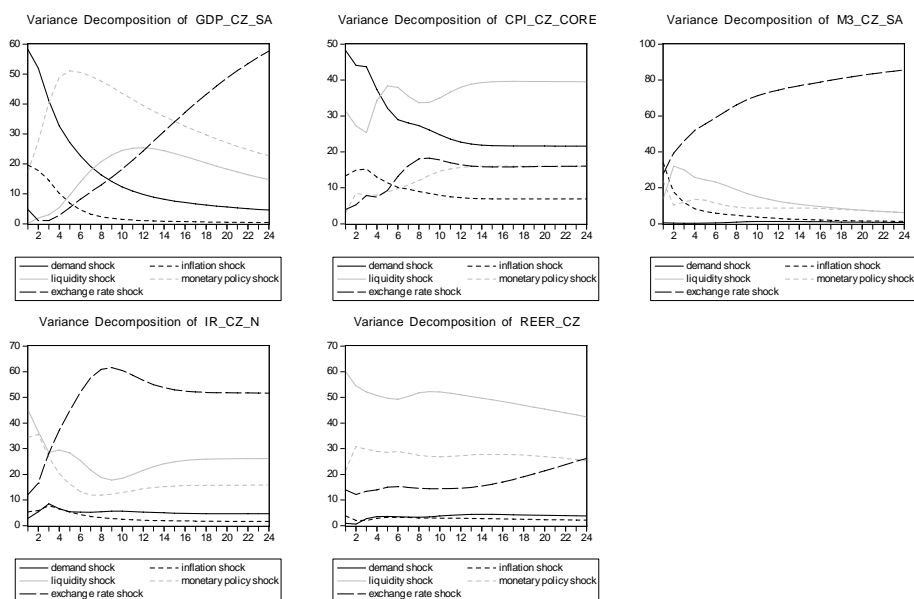 Variance Decomposition of GDP_CZ_SA
60
50
40
30
20
10
0
2 4 6 8 10 12 14 16 18 20 22 24
demand shock inflation shock
liquidity shock monetary policy shock
exchange rate shock
Variance Decomposition of CPI_CZ_CORE
50
40
30
20
10
0
2 4 6 8 10 12 14 16 18 20 22 24
demand shock inflation shock
liquidity shock monetary policy shock
exchange rate shock
Variance Decomposition of M3_CZ_SA
100
80
60
40
20
0
2 4 6 8 10 12 14 16 18 20 22 24
demand shock inflation shock
liquidity shock monetary policy shock
exchange rate shock
Variance Decomposition of IR_CZ_N
70
60
50
40
30
20
10
0
2 4 6 8 10 12 14 16 18 20 22 24
demand shock inflation shock
liquidity shock monetary policy shock
exchange rate shock
Variance Decomposition of REER_CZ
70
60
50
40
30
20
10
0
2 4 6 8 10 12 14 16 18 20 22 24
demand shock inflation shock
liquidity shock monetary policy shock
exchange rate shock